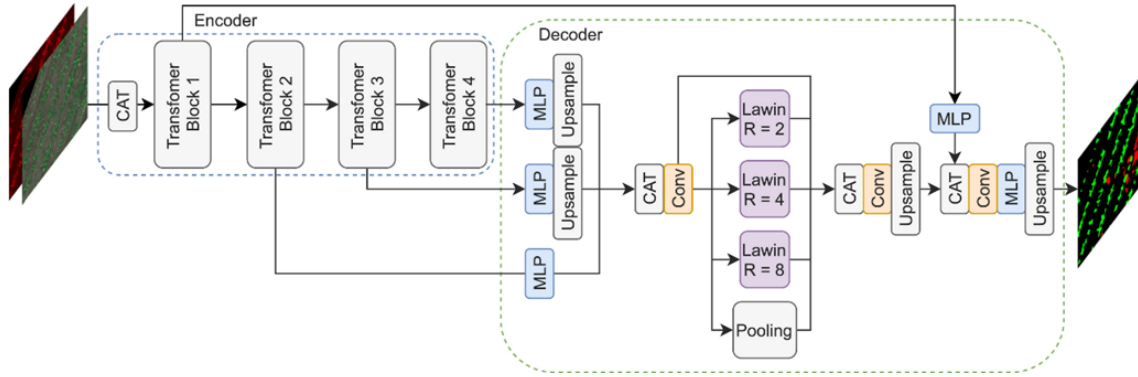 Encoder
Decoder
CAT
Transfomer
Block 1
Transfomer
Block 2
Transfomer
Block 3
Transfomer
Block 4
MLP
Upsample
MLP
Upsample
MLP
CAT
Conv
Lawin
R = 2
Lawin
R = 4
Lawin
R = 8
Pooling
CAT
Conv
Upsample
MLP
CAT
Conv
MLP
Upsample